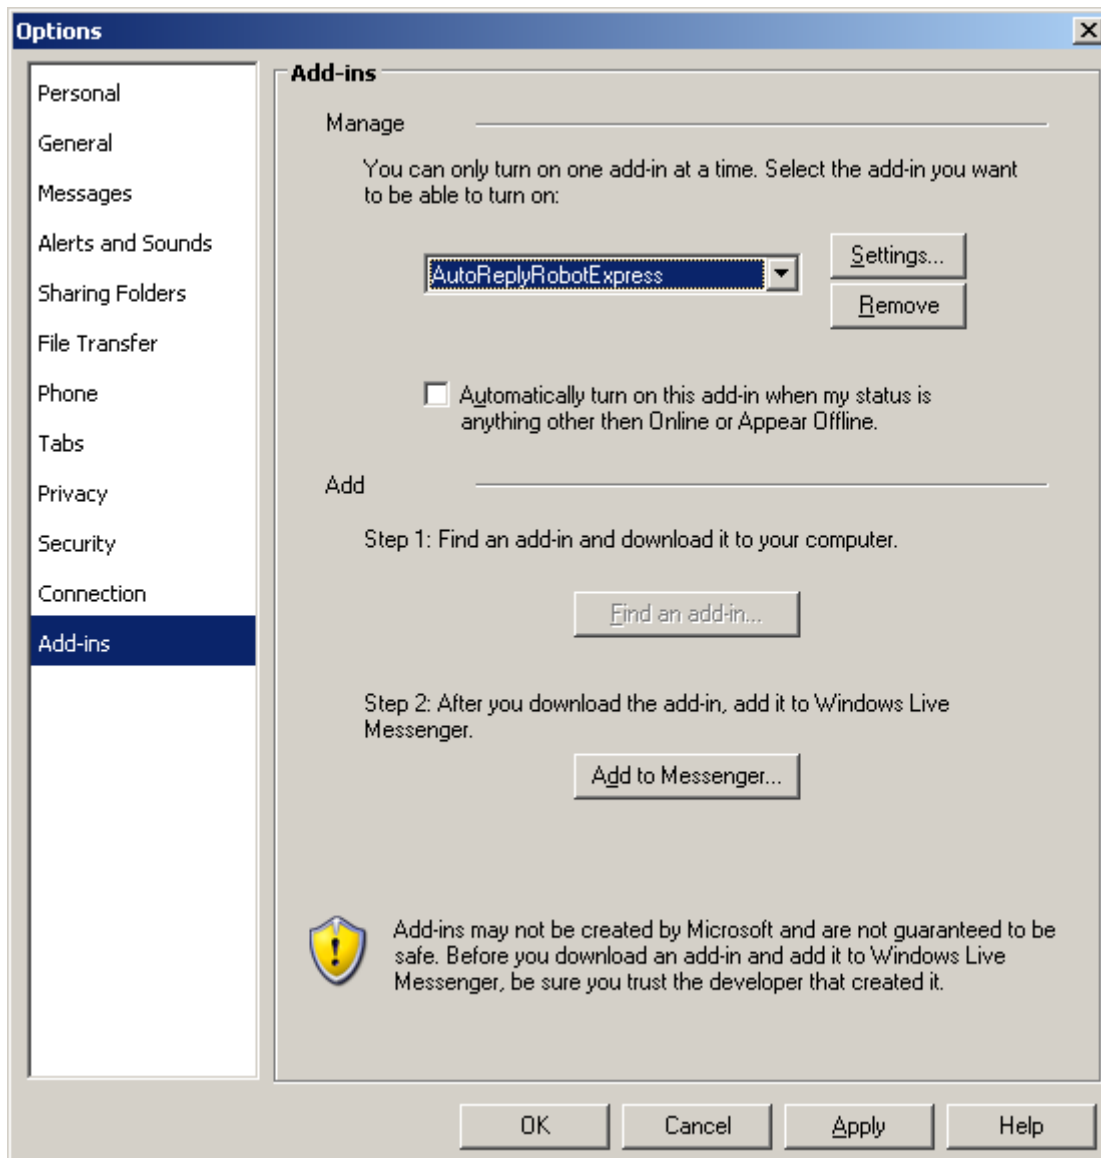 Options
Personal
General
Messages
Alerts and Sounds
Sharing Folders
File Transfer
Phone
Tabs
Privacy
Security
Connection
Add-ins
Add-ins
Manage
You can only turn on one add-in at a time. Select the add-in you want
to be able to turn on:
AutoReplyRobotExpress
Settings...
Remove
Automatically turn on this add-in when my status is
anything other then Online or Appear Offline.
Add
Step 1: Find an add-in and download it to your computer.
Find an add-in...
Step 2: After you download the add-in, add it to Windows Live
Messenger.
Add to Messenger...
Add-ins may not be created by Microsoft and are not guaranteed to be
safe. Before you download an add-in and add it to Windows Live
Messenger, be sure you trust the developer that created it.
OK
Cancel
Apply
Help